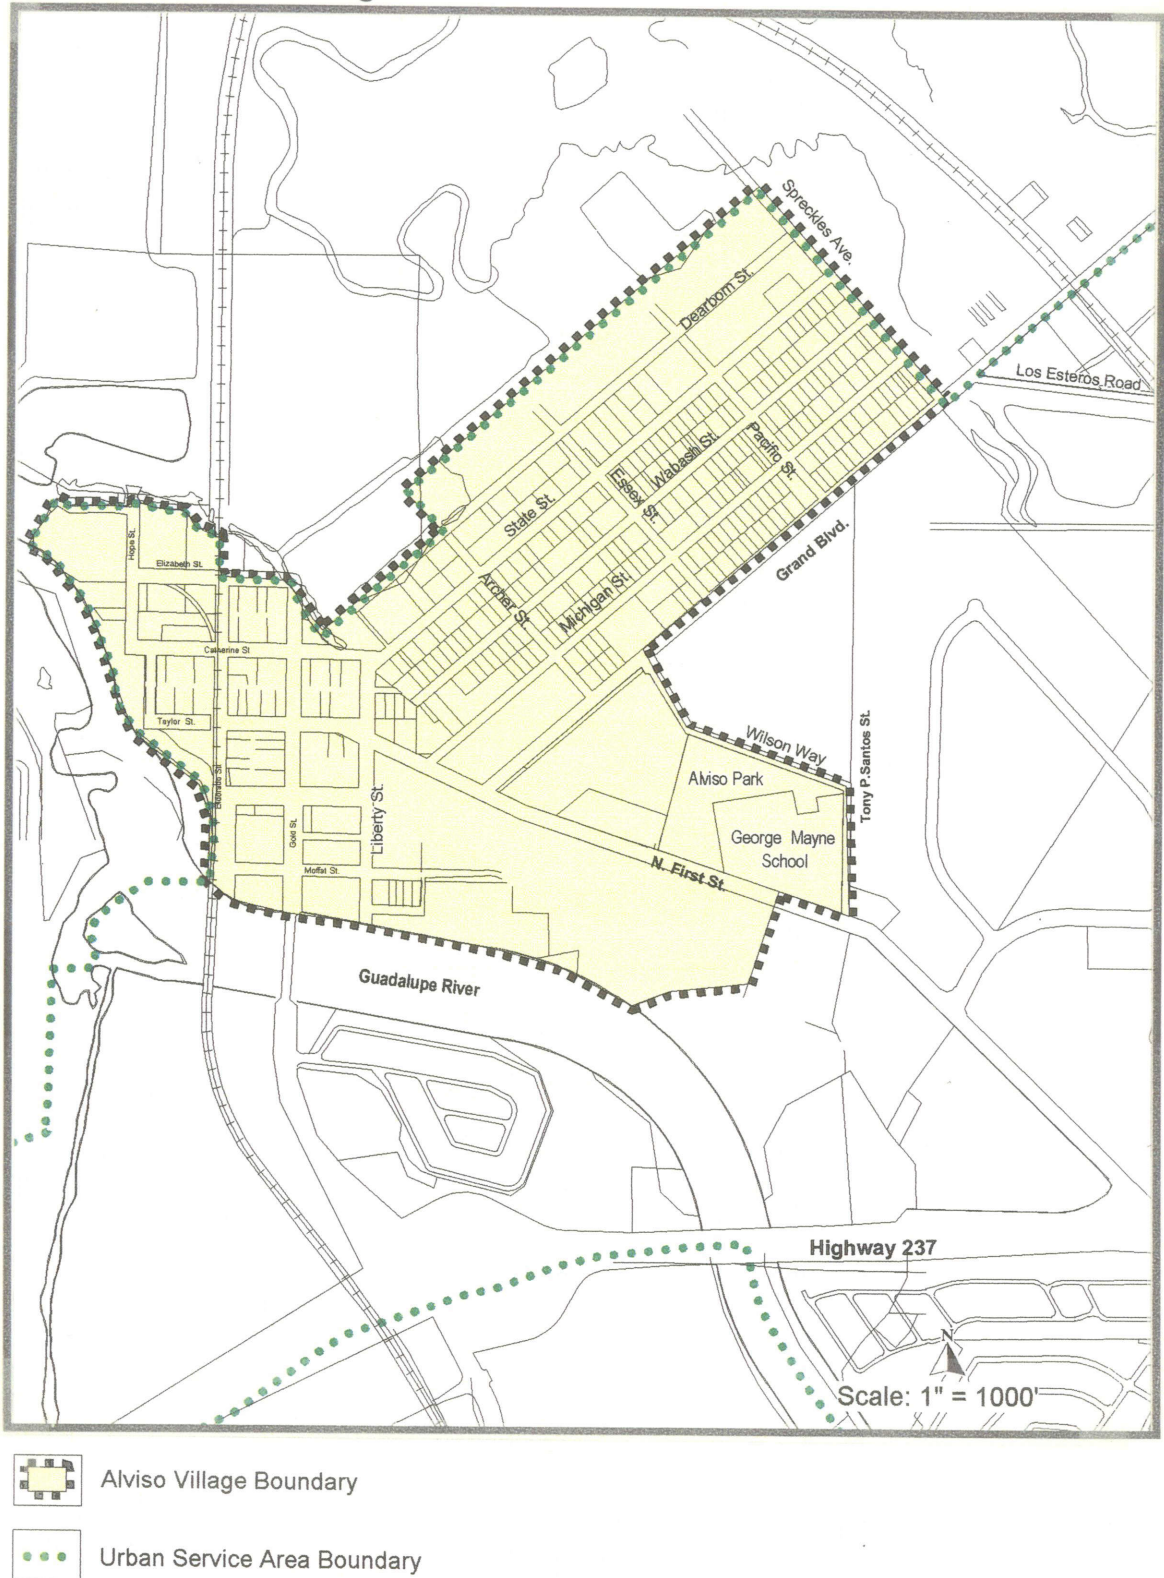 Spreckles Ave.
Dearborn St.
Los Esteros Road
Wabash St.
Pacific St.
Essex St.
State St.
Grand Blvd.
Hope St.
Elizabeth St.
Archer St.
Michigan St.
Catherine St
Taylor St.
Wilson Way
Tony P. Santos St.
Alviso Park
Eldorado St.
Gold St.
Liberty St.
George Mayne
School
N. First St.
Moffat St.
Guadalupe River
Highway 237
N
Scale: 1" = 1000'
Alviso Village Boundary
Urban Service Area Boundary